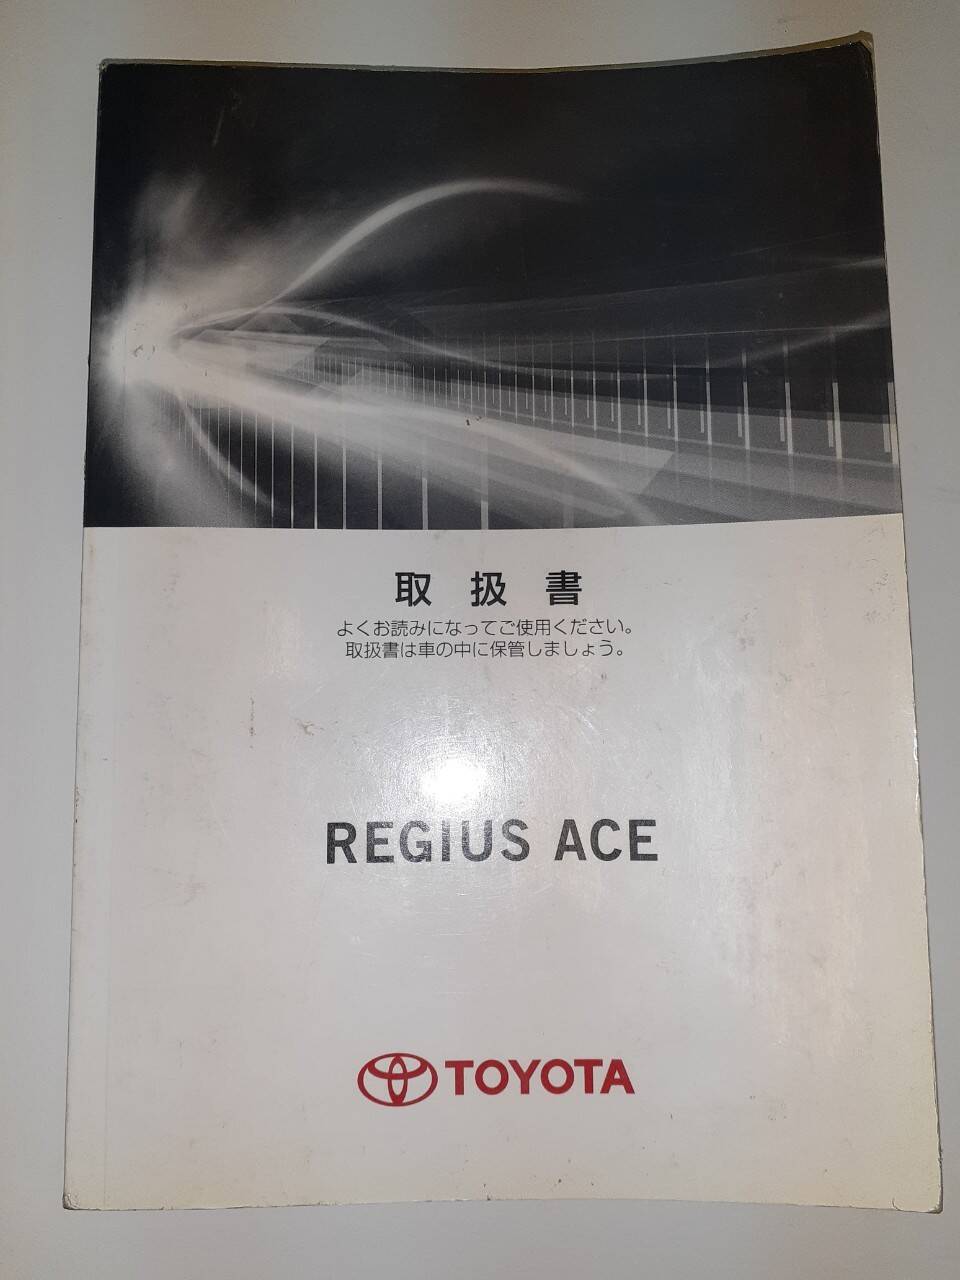 取扱書
よくお読みになってご使用ください。
取扱書は車の中に保管しましょう。
REGIUS ACE
TOYOTA